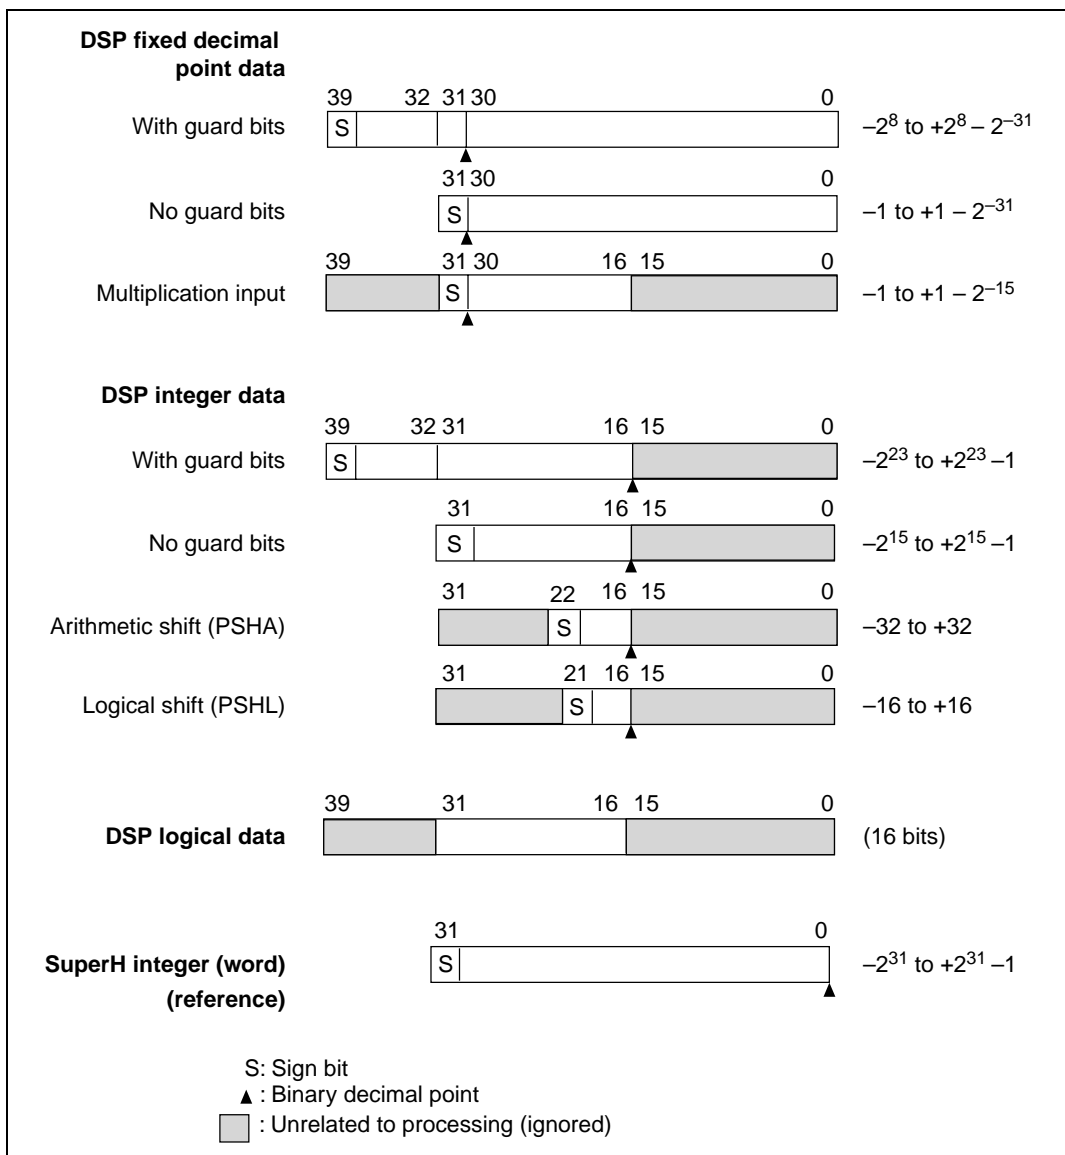 DSP fixed decimal
point data
39 32 31 30 0
With guard bits S –2^8 to +2^8 – 2^–31
31 30 0
No guard bits S –1 to +1 – 2^–31
39 31 30 16 15 0
Multiplication input S –1 to +1 – 2^–15
DSP integer data
39 32 31 16 15 0
With guard bits S –2^23 to +2^23 –1
31 16 15 0
No guard bits S –2^15 to +2^15 –1
31 22 16 15 0
Arithmetic shift (PSHA) S –32 to +32
31 21 16 15 0
Logical shift (PSHL) S –16 to +16
39 31 16 15 0
DSP logical data (16 bits)
31 0
SuperH integer (word) S –2^31 to +2^31 –1
(reference)
S: Sign bit
▲ : Binary decimal point
: Unrelated to processing (ignored)